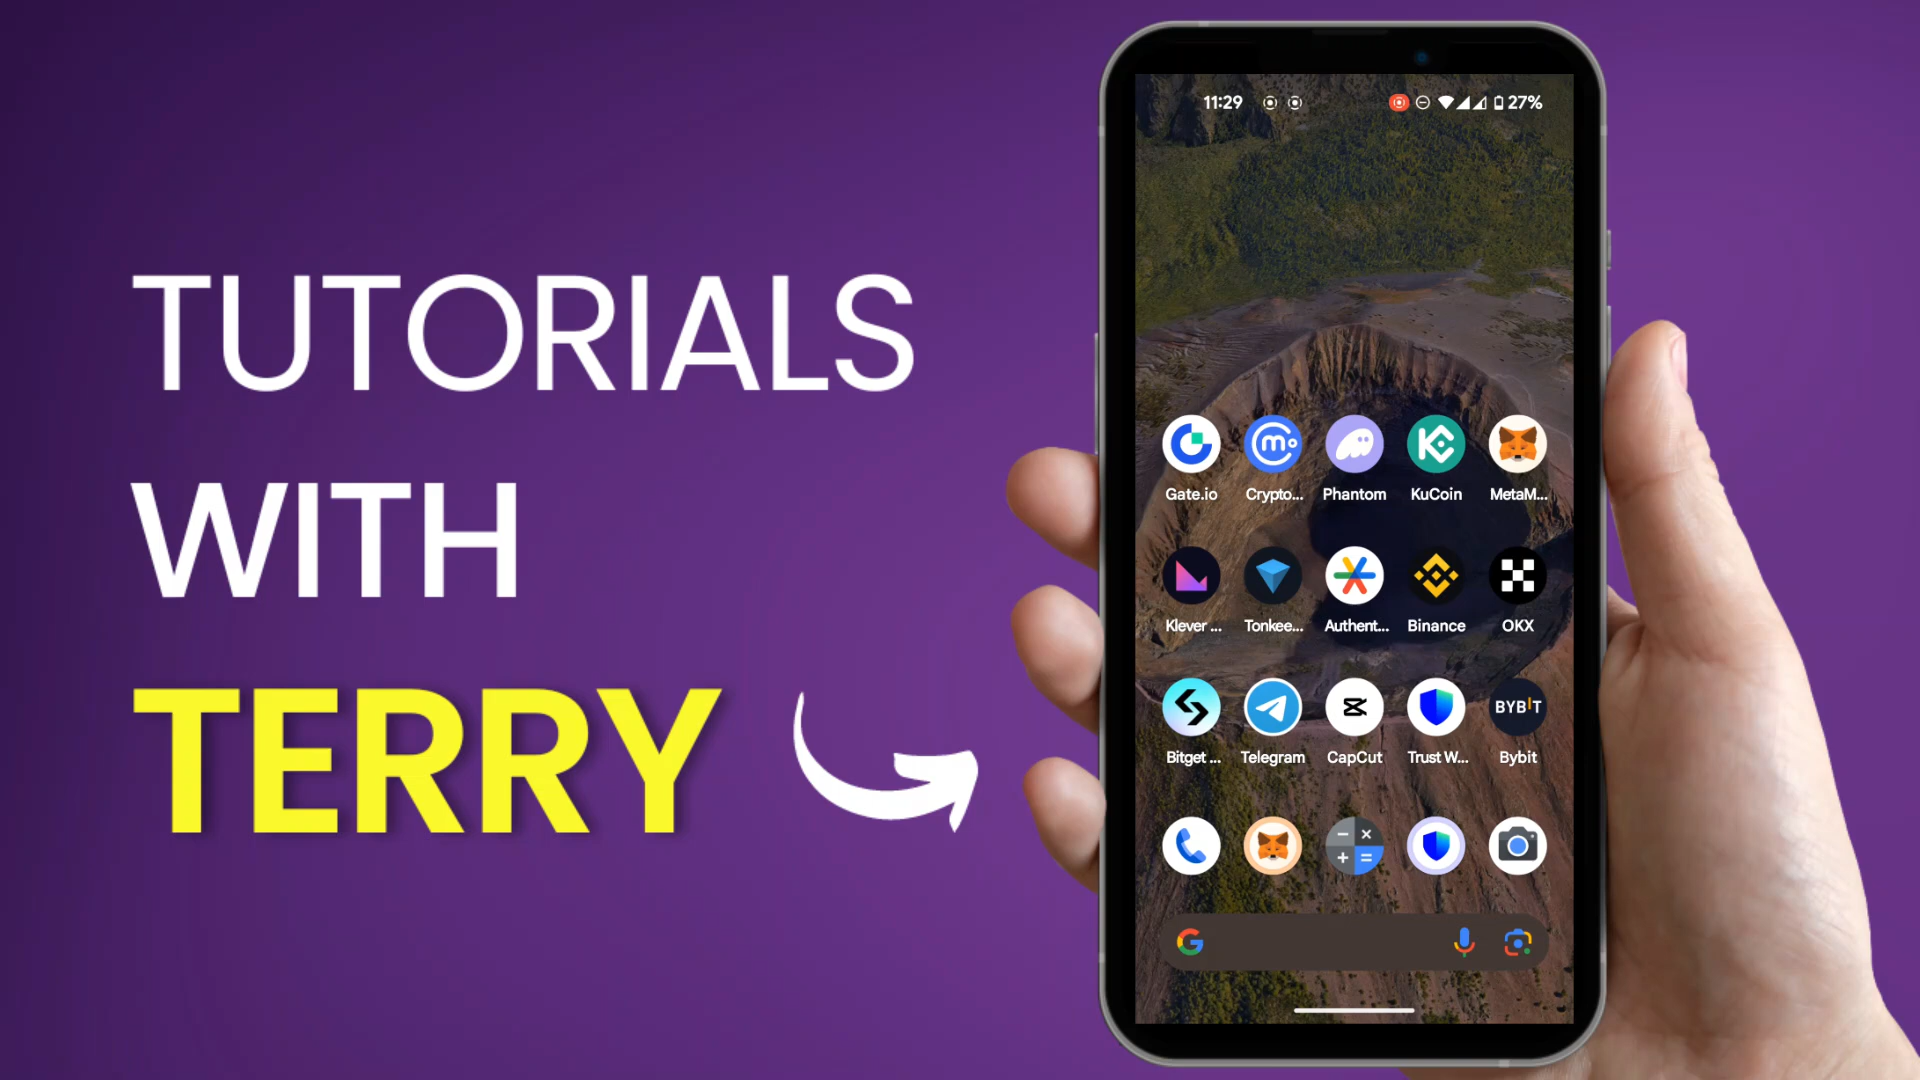 TUTORIALS
WITH
TERRY
11:29 27%
Gate.io Crypto... Phantom KuCoin MetaM...
Klever ... Tonkee... Authent... Binance OKX
BYBIT
Bitget ... Telegram CapCut Trust W... Bybit